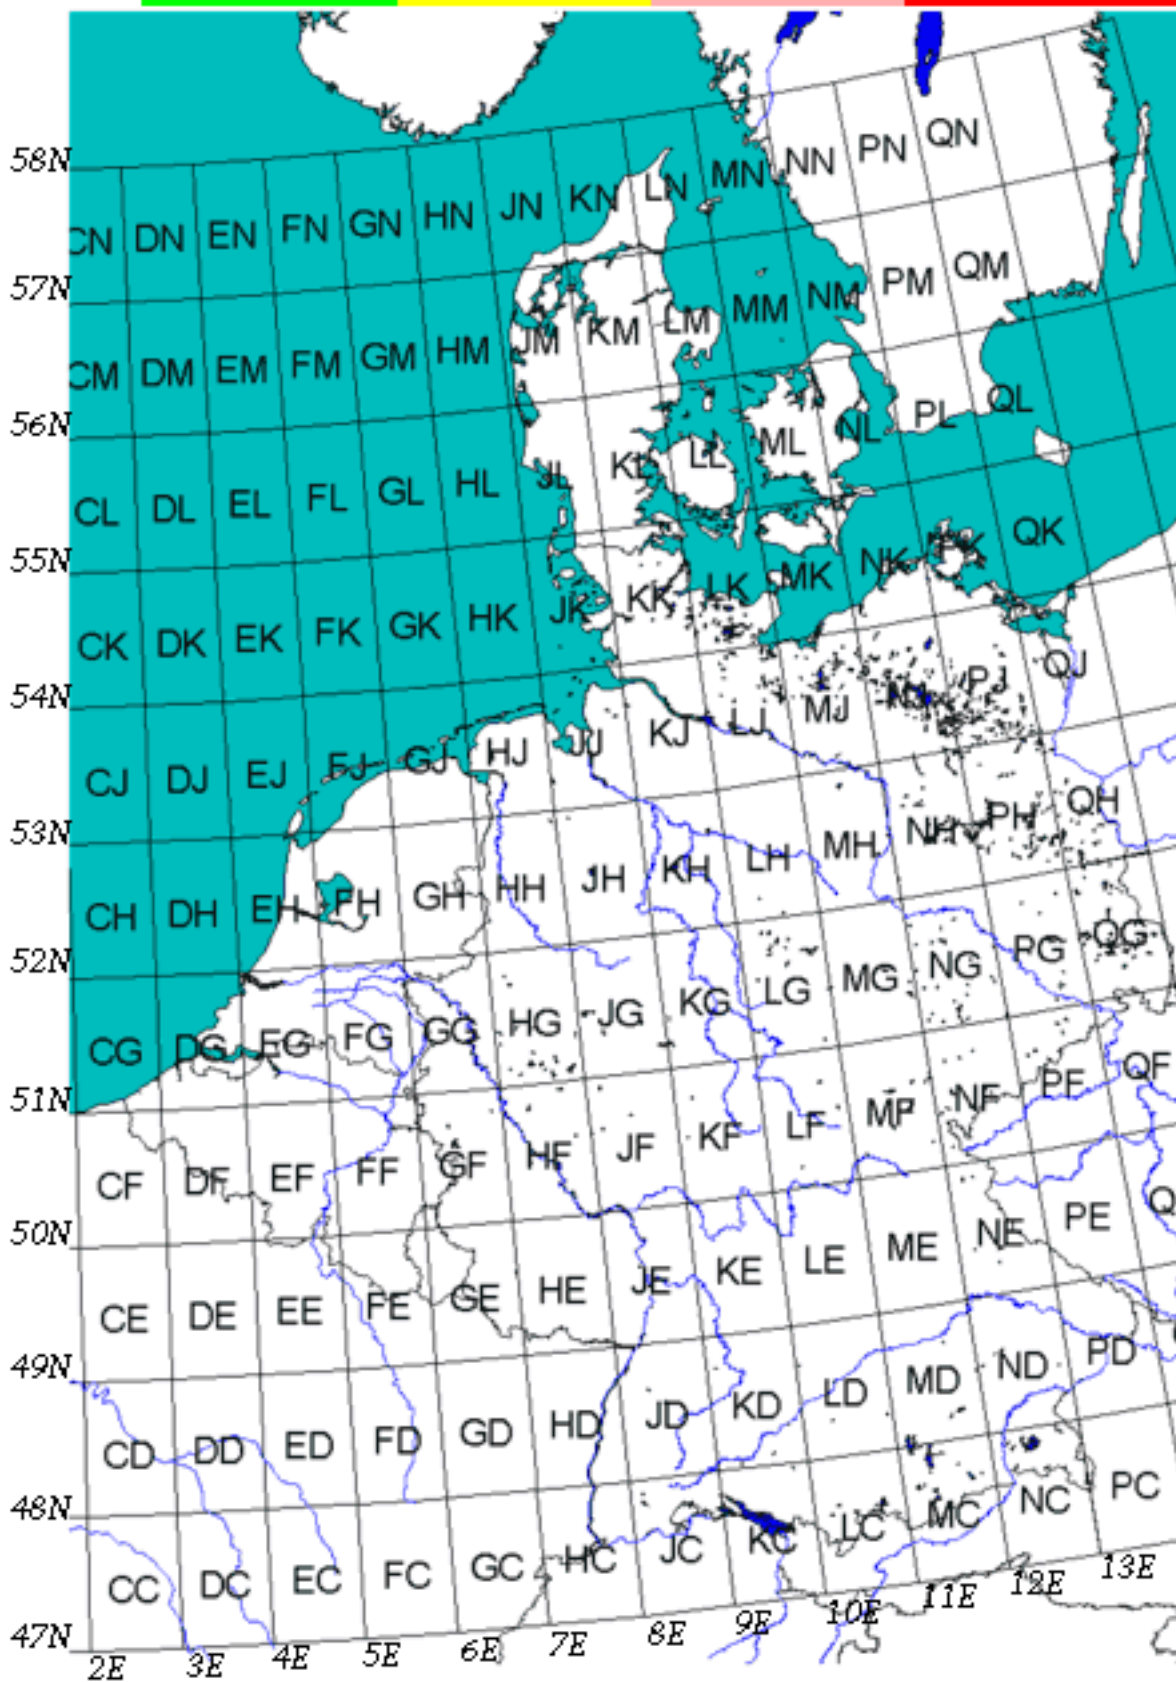 58N
CN DN EN FN GN HN JN KN LN MN NN PN QN
57N
CM DM EM FM GM HM JM KM LM MM NM PM QM
56N
CL DL EL FL GL HL JL KL LL ML NL PL QL
55N
CK DK EK FK GK HK JK KK LK MK NK PK QK
54N
CJ DJ EJ FJ GJ HJ JJ KJ LJ MJ NJ PJ QJ
53N
CH DH EH FH GH HH JH KH LH MH NH PH QH
52N
CG DG EG FG GG HG JG KG LG MG NG PG QG
51N
CF DF EF FF GF HF JF KF LF MF NF PF QF
50N
CE DE EE FE GE HE JE KE LE ME NE PE Q
49N
CD DD ED FD GD HD JD KD LD MD ND PD
48N
CC DC EC FC GC HC JC KC LC MC NC PC
47N
2E 3E 4E 5E 6E 7E 8E 9E 10E 11E 12E 13E